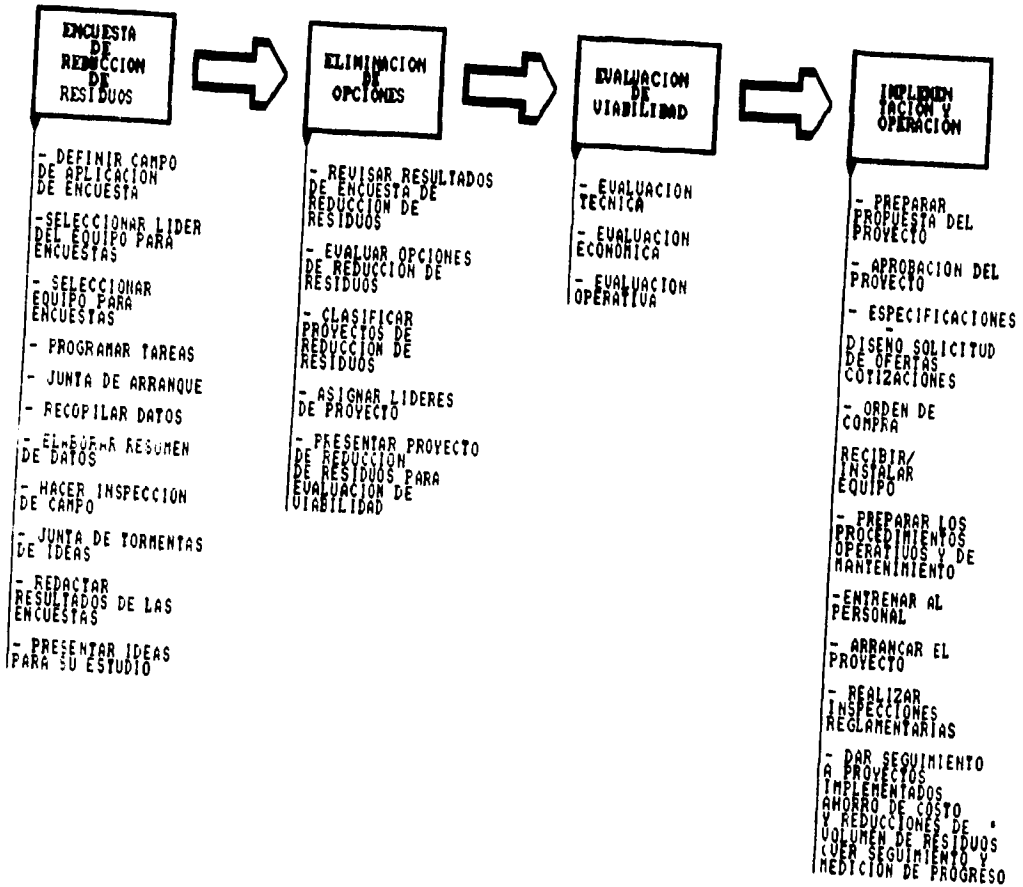 ENCUESTA
DE
REDUCCION
DE
RESIDUOS
- DEFINIR CAMPO
DE APLICACION
DE ENCUESTA
-SELECCIONAR LIDER
DEL EQUIPO PARA
ENCUESTAS
- SELECCIONAR
EQUIPO PARA
ENCUESTAS
- PROGRAMAR TAREAS
- JUNTA DE ARRANQUE
- RECOPILAR DATOS
- ELABORAR RESUMEN
DE DATOS
- HACER INSPECCION
DE CAMPO
- JUNTA DE TORMENTAS
DE IDEAS
- REDACTAR
RESULTADOS DE LAS
ENCUESTAS
- PRESENTAR IDEAS
PARA SU ESTUDIO
ELIMINACION
DE
OPCIONES
- REVISAR RESULTADOS
DE ENCUESTA DE
REDUCCION DE
RESIDUOS
- EVALUAR OPCIONES
DE REDUCCION DE
RESIDUOS
- CLASIFICAR
PROYECTOS DE
REDUCCION DE
RESIDUOS
- ASIGNAR LIDERES
DE PROYECTO
- PRESENTAR PROYECTO
DE REDUCCION
DE RESIDUOS PARA
EVALUACION DE
VIABILIDAD
EVALUACION
DE
VIABILIDAD
- EVALUACION
TECNICA
- EVALUACION
ECONOMICA
- EVALUACION
OPERATIVA
IMPLEMEN
TACION Y
OPERACIÓN
- PREPARAR
PROPUESTA DEL
PROYECTO
- APROBACION DEL
PROYECTO
- ESPECIFICACIONES
-
DISENO SOLICITUD
DE OFERTAS
COTIZACIONES
- ORDEN DE
COMPRA
RECIBIR/
INSTALAR
EQUIPO
- PREPARAR LOS
PROCEDIMIENTOS
OPERATIVOS Y DE
MANTENIMIENTO
-ENTRENAR AL
PERSONAL
- ARRANCAR EL
PROYECTO
- REALIZAR
INSPECCIONES
REGLAMENTARIAS
- DAR SEGUIMIENTO
A PROYECTOS
IMPLEMENTADOS
AHORRO DE COSTO
Y REDUCCIONES DE
VOLUMEN DE RESIDUOS
(VER SEGUIMIENTO Y
MEDICION DE PROGRESO